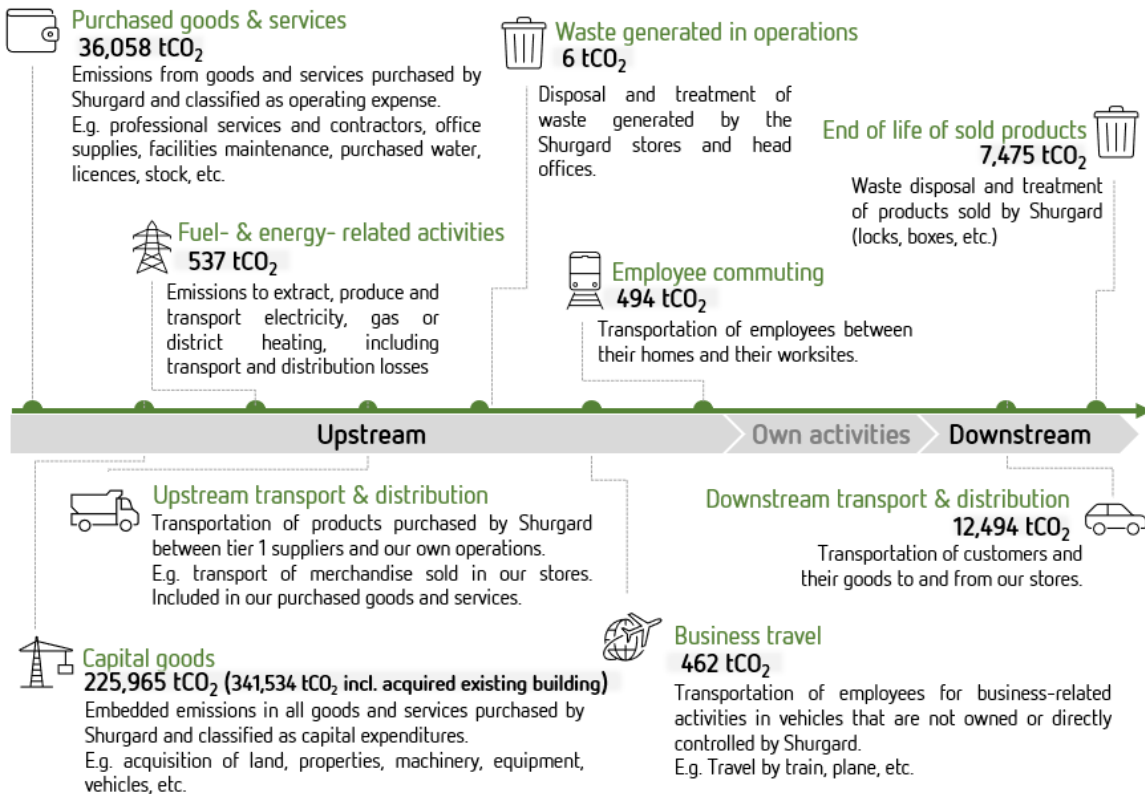 Purchased goods & services
36,058 tCO₂
Emissions from goods and services purchased by
Shurgard and classified as operating expense.
E.g. professional services and contractors, office
supplies, facilities maintenance, purchased water,
licences, stock, etc.
Waste generated in operations
6 tCO₂
Disposal and treatment of
waste generated by the
Shurgard stores and head
offices.
End of life of sold products
7,475 tCO₂
Waste disposal and treatment
of products sold by Shurgard
(locks, boxes, etc.)
Fuel- & energy- related activities
537 tCO₂
Emissions to extract, produce and
transport electricity, gas or
district heating, including
transport and distribution losses
Employee commuting
494 tCO₂
Transportation of employees between
their homes and their worksites.
Upstream
Own activities
Downstream
Upstream transport & distribution
Transportation of products purchased by Shurgard
between tier 1 suppliers and our own operations.
E.g. transport of merchandise sold in our stores.
Included in our purchased goods and services.
Downstream transport & distribution
12,494 tCO₂
Transportation of customers and
their goods to and from our stores.
Capital goods
225,965 tCO₂ (341,534 tCO₂ incl. acquired existing building)
Embedded emissions in all goods and services purchased by
Shurgard and classified as capital expenditures.
E.g. acquisition of land, properties, machinery, equipment,
vehicles, etc.
Business travel
462 tCO₂
Transportation of employees for business-related
activities in vehicles that are not owned or directly
controlled by Shurgard.
E.g. Travel by train, plane, etc.